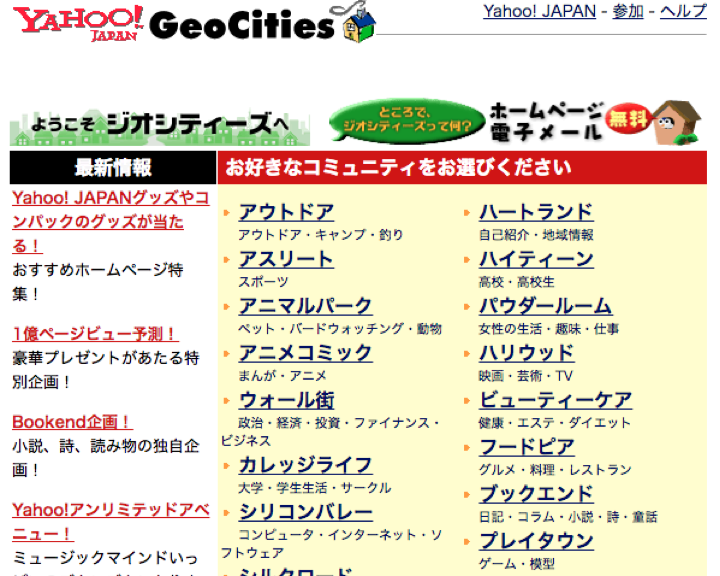 YAHOO! JAPAN GeoCities
Yahoo! JAPAN - 参加 - ヘルプ
ようこそ ジオシティーズへ
ところで、
ジオシティーズって何?
ホームページ
電子メール
無料
最新情報
Yahoo! JAPANグッズやコ
ンパックのグッズが当た
る!
おすすめホームページ特
集!
1億ページビュー予測!
豪華プレゼントがあたる特
別企画!
Bookend企画!
小説、詩、読み物の独自企
画!
Yahoo!アンリミテッドアベ
ニュー!
ミュージックマインドいっ
お好きなコミュニティをお選びください
アウトドア
アウトドア・キャンプ・釣り
アスリート
スポーツ
アニマルパーク
ペット・バードウォッチング・動物
アニメコミック
まんが・アニメ
ウォール街
政治・経済・投資・ファイナンス・
ビジネス
カレッジライフ
大学・学生生活・サークル
シリコンバレー
コンピュータ・インターネット・ソ
フトウェア
シルクロード
ハートランド
自己紹介・地域情報
ハイティーン
高校・高校生
パウダールーム
女性の生活・趣味・仕事
ハリウッド
映画・芸術・TV
ビューティーケア
健康・エステ・ダイエット
フードピア
グルメ・料理・レストラン
ブックエンド
日記・コラム・小説・詩・童話
プレイタウン
ゲーム・模型